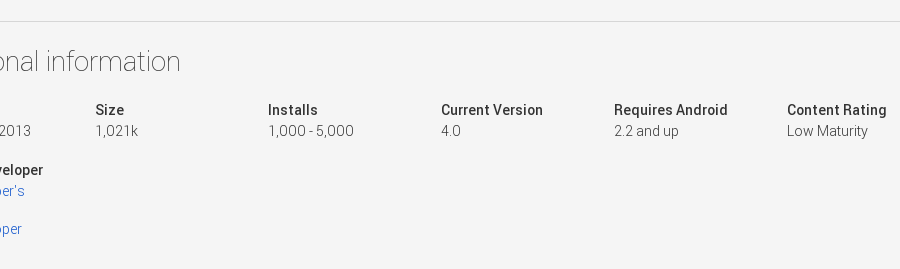 onal information
Size Installs Current Version Requires Android Content Rating
2013 1,021k 1,000 - 5,000 4.0 2.2 and up Low Maturity
veloper
per's
oper